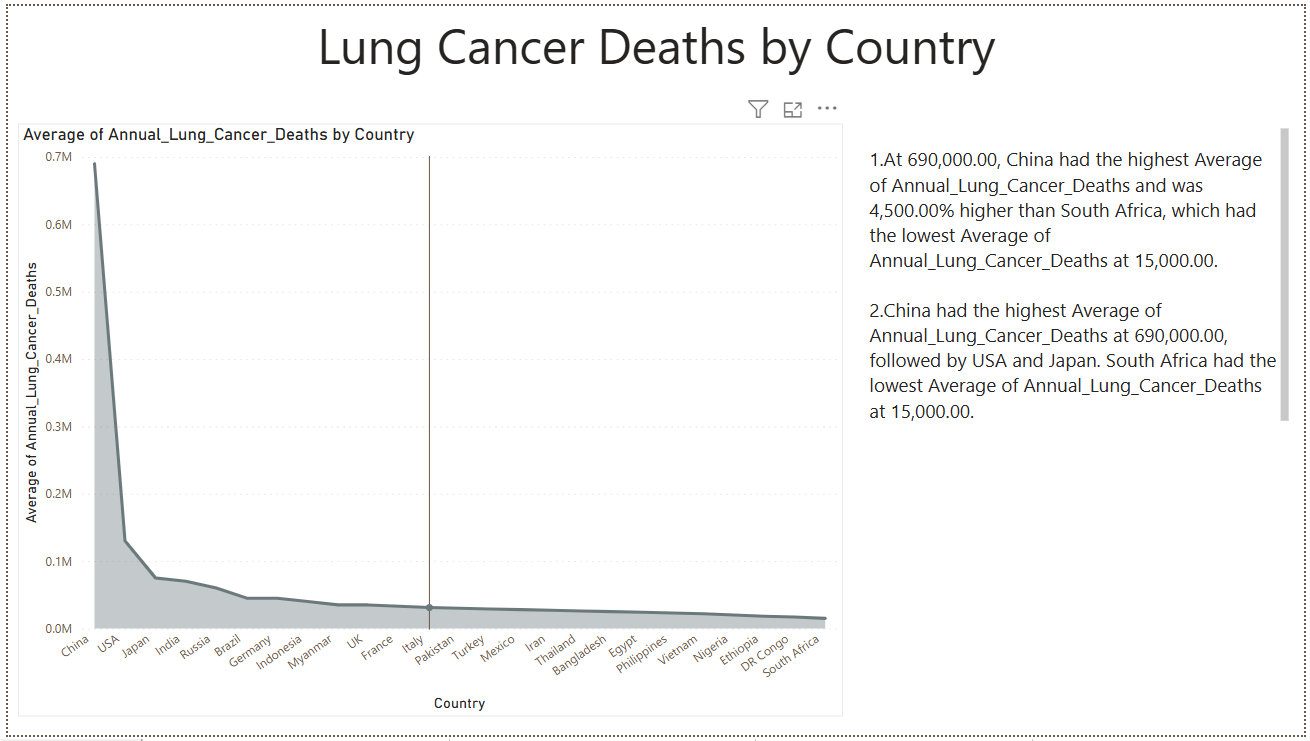 Lung Cancer Deaths by Country
Average of Annual_Lung_Cancer_Deaths by Country
Average of Annual_Lung_Cancer_Deaths
0.7M
0.6M
0.5M
0.4M
0.3M
0.2M
0.1M
0.0M
China
USA
Japan
India
Russia
Brazil
Germany
Indonesia
Myanmar
UK
France
Italy
Pakistan
Turkey
Mexico
Iran
Thailand
Bangladesh
Egypt
Philippines
Vietnam
Nigeria
Ethiopia
DR Congo
South Africa
Country
1.At 690,000.00, China had the highest Average
of Annual_Lung_Cancer_Deaths and was
4,500.00% higher than South Africa, which had
the lowest Average of
Annual_Lung_Cancer_Deaths at 15,000.00.
2.China had the highest Average of
Annual_Lung_Cancer_Deaths at 690,000.00,
followed by USA and Japan. South Africa had the
lowest Average of Annual_Lung_Cancer_Deaths
at 15,000.00.